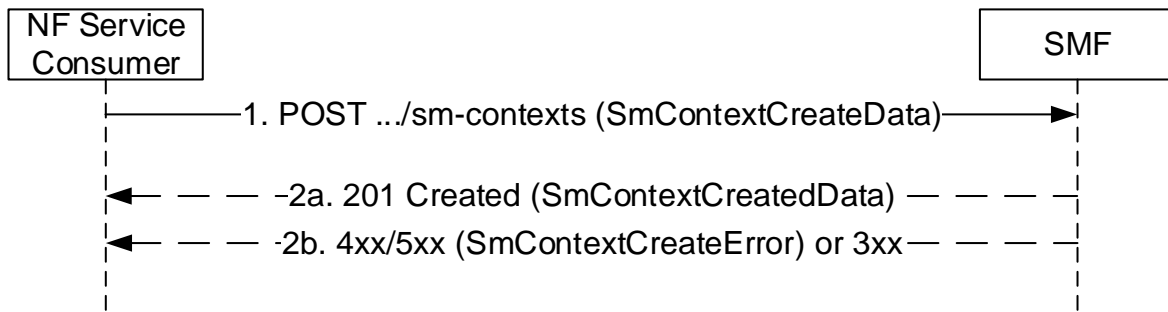 NF Service
Consumer
SMF
1. POST .../sm-contexts (SmContextCreateData)
2a. 201 Created (SmContextCreatedData)
2b. 4xx/5xx (SmContextCreateError) or 3xx